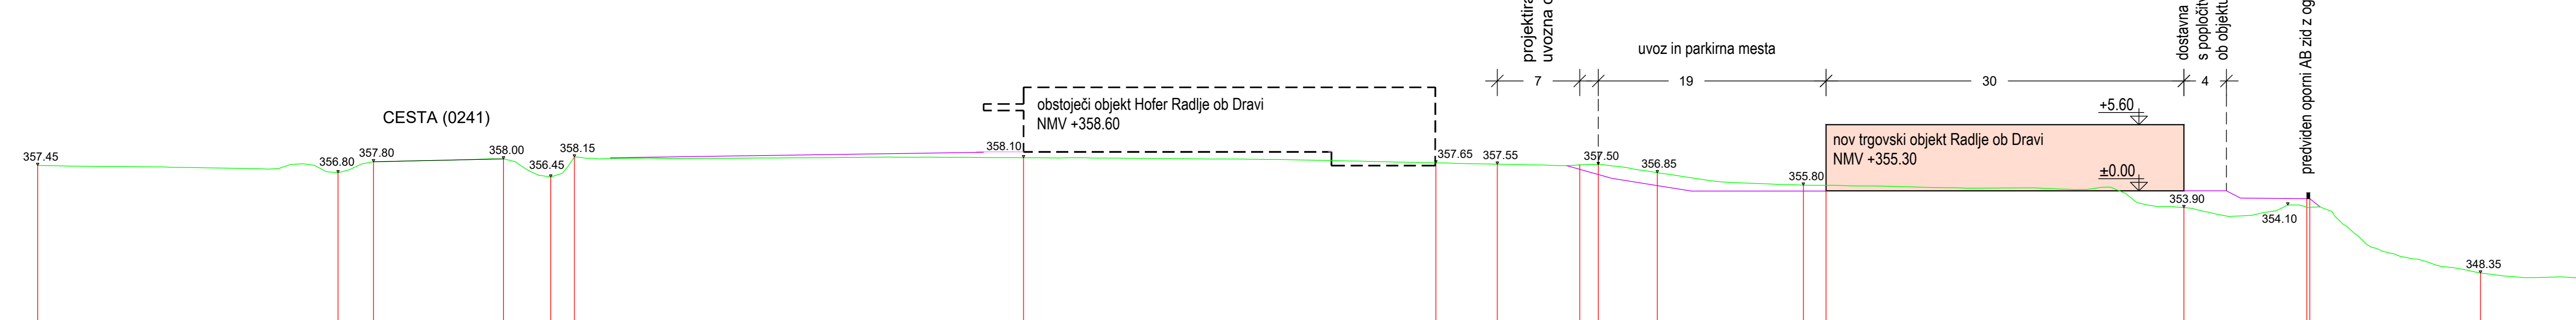 projektira
uvozna c
uvoz in parkirna mesta
dostavna
s popločitv
ob objektu
predviden oporni AB zid z og
7
19
30
4
CESTA (0241)
obstoječi objekt Hofer Radlje ob Dravi
NMV +358.60
+5.60
nov trgovski objekt Radlje ob Dravi
NMV +355.30
±0.00
357.45
356.80
357.80
358.00
356.45
358.15
358.10
357.65
357.55
357.50
356.85
355.80
353.90
354.10
348.35